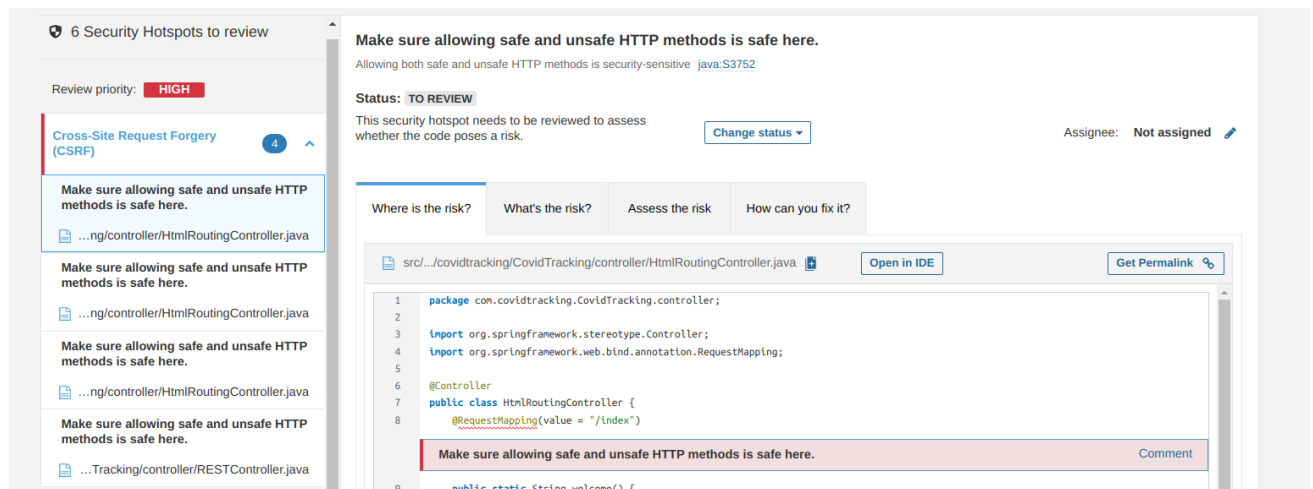 6 Security Hotspots to review
Review priority: HIGH
Cross-Site Request Forgery
(CSRF)
4
Make sure allowing safe and unsafe HTTP
methods is safe here.
…ng/controller/HtmlRoutingController.java
Make sure allowing safe and unsafe HTTP
methods is safe here.
…ng/controller/HtmlRoutingController.java
Make sure allowing safe and unsafe HTTP
methods is safe here.
…ng/controller/HtmlRoutingController.java
Make sure allowing safe and unsafe HTTP
methods is safe here.
…Tracking/controller/RESTController.java
Make sure allowing safe and unsafe HTTP methods is safe here.
Allowing both safe and unsafe HTTP methods is security-sensitive java:S3752
Status: TO REVIEW
This security hotspot needs to be reviewed to assess
whether the code poses a risk.
Change status
Assignee: Not assigned
Where is the risk? What's the risk? Assess the risk How can you fix it?
src/.../covidtracking/CovidTracking/controller/HtmlRoutingController.java Open in IDE Get Permalink
1 package com.covidtracking.CovidTracking.controller;
2
3 import org.springframework.stereotype.Controller;
4 import org.springframework.web.bind.annotation.RequestMapping;
5
6 @Controller
7 public class HtmlRoutingController {
8 @RequestMapping(value = "/index")
Make sure allowing safe and unsafe HTTP methods is safe here. Comment
9 public static String welcome() {